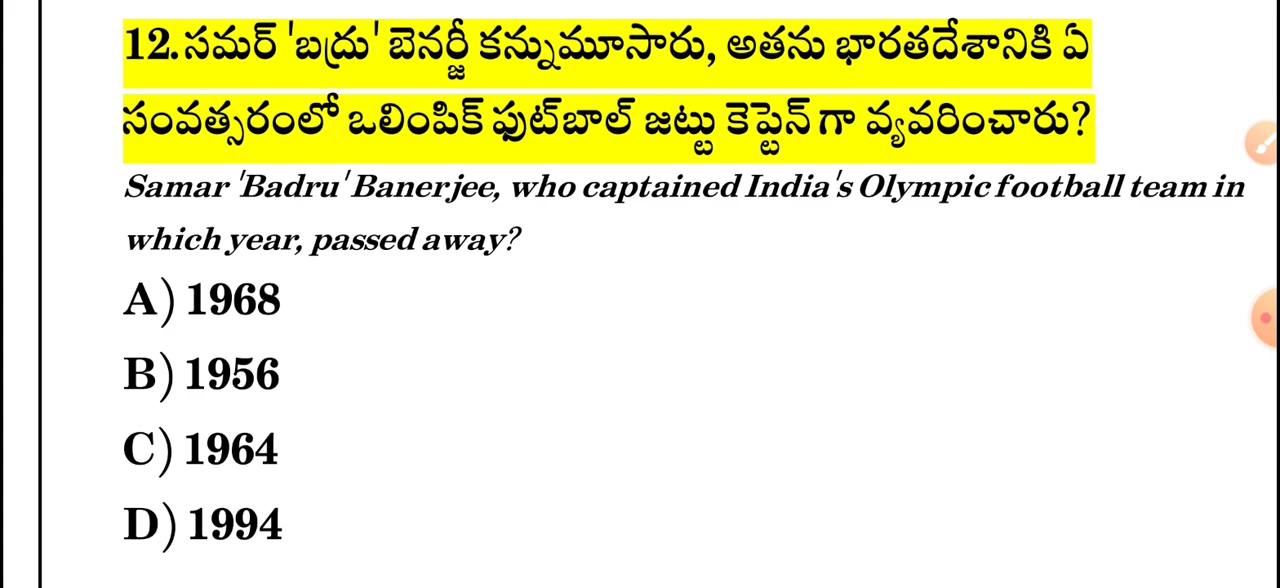 12.సమర్ 'బద్రు' బెనర్జీ కన్నుమూసారు, అతను భారతదేశానికి ఏ
సంవత్సరంలో ఒలింపిక్ ఫుట్‌బాల్ జట్టు కెప్టెన్ గా వ్యవరించారు?
Samar 'Badru' Banerjee, who captained India's Olympic football team in
which year, passed away?
A) 1968
B) 1956
C) 1964
D) 1994